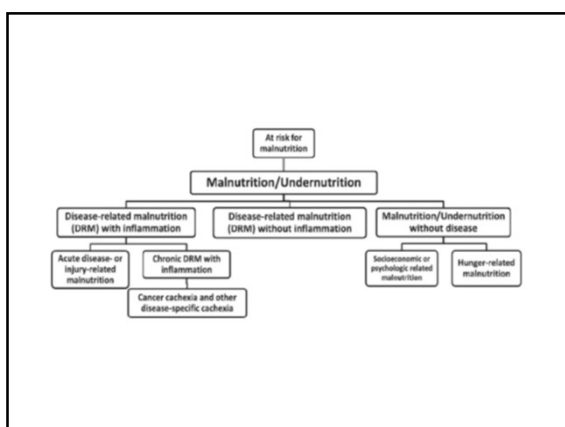 At risk for
malnutrition
Malnutrition/Undernutrition
Disease-related malnutrition
(DRM) with inflammation
Disease-related malnutrition
(DRM) without inflammation
Malnutrition/Undernutrition
without disease
Acute disease- or
injury-related
malnutrition
Chronic DRM with
inflammation
Socioeconomic or
psychologic related
malnutrition
Hunger-related
malnutrition
Cancer cachexia and other
disease-specific cachexia